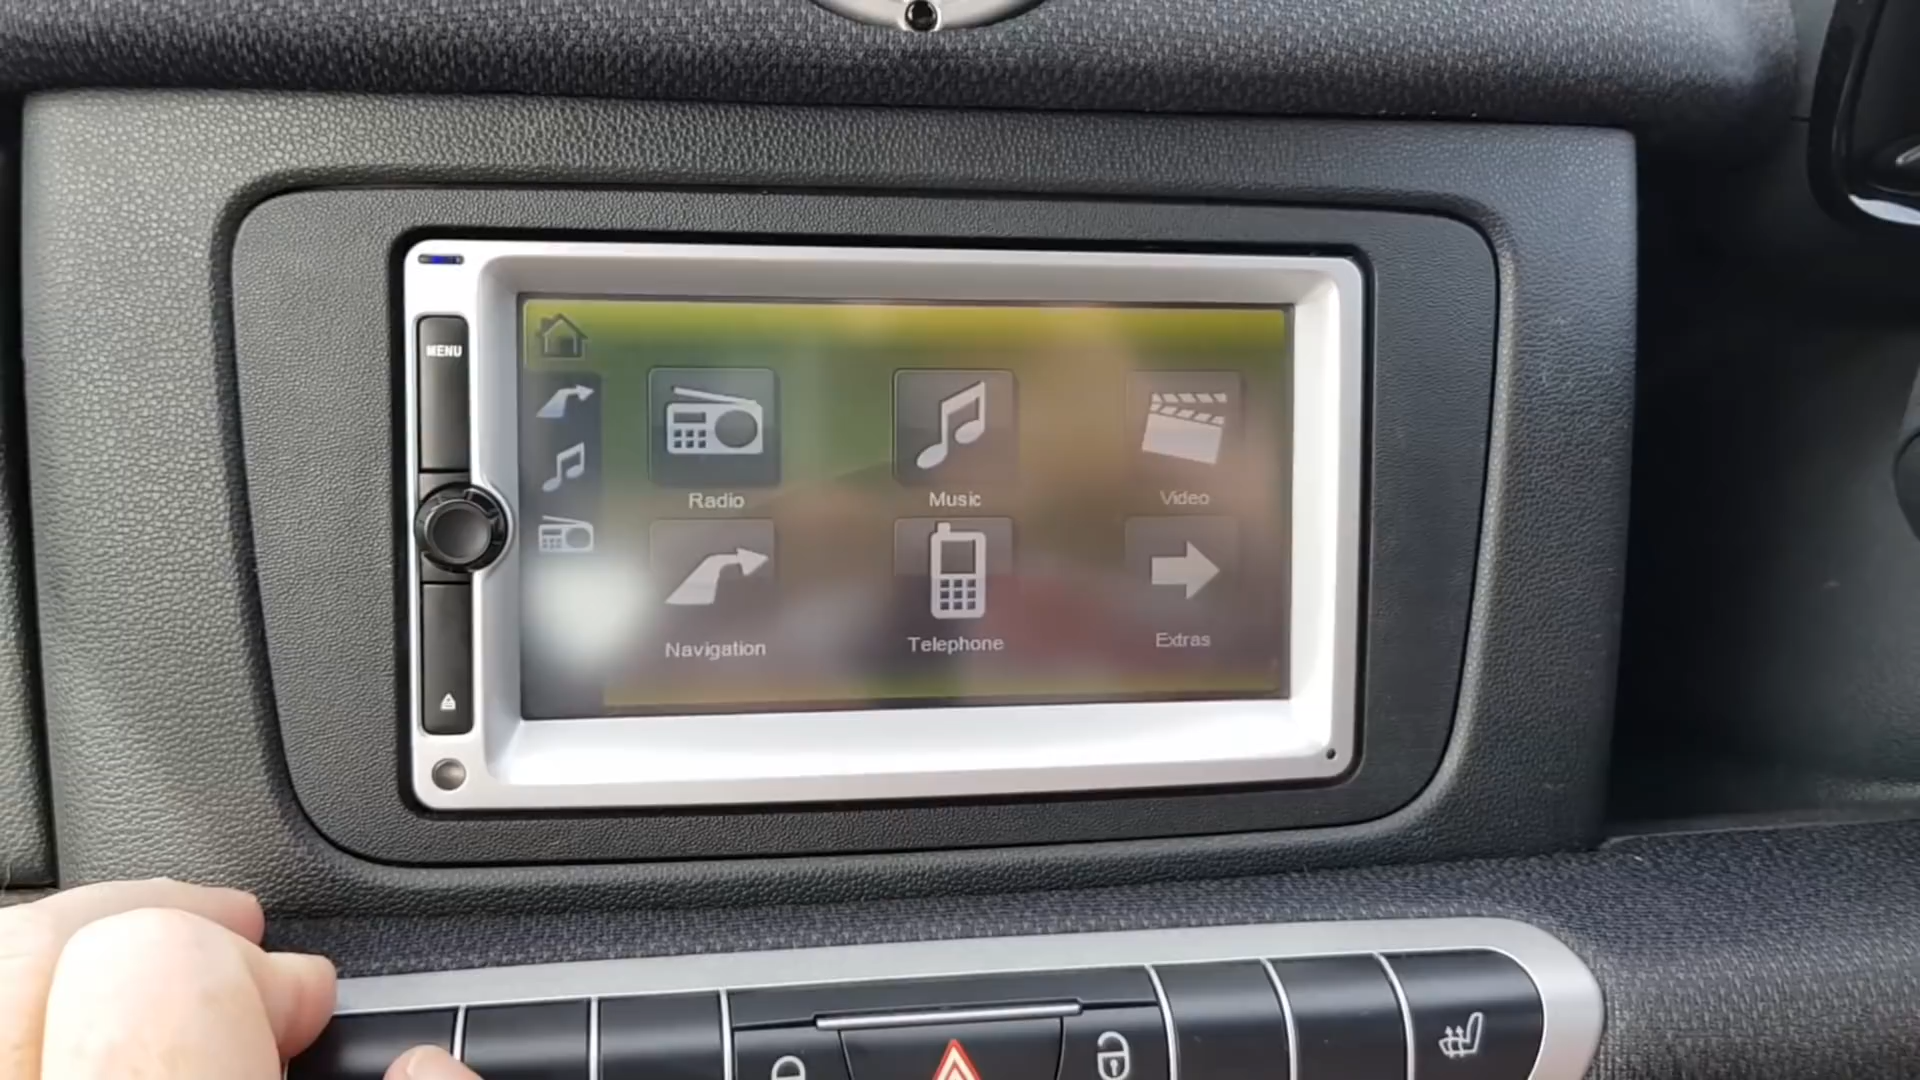 MENU
Radio
Music
Video
Navigation
Telephone
Extras